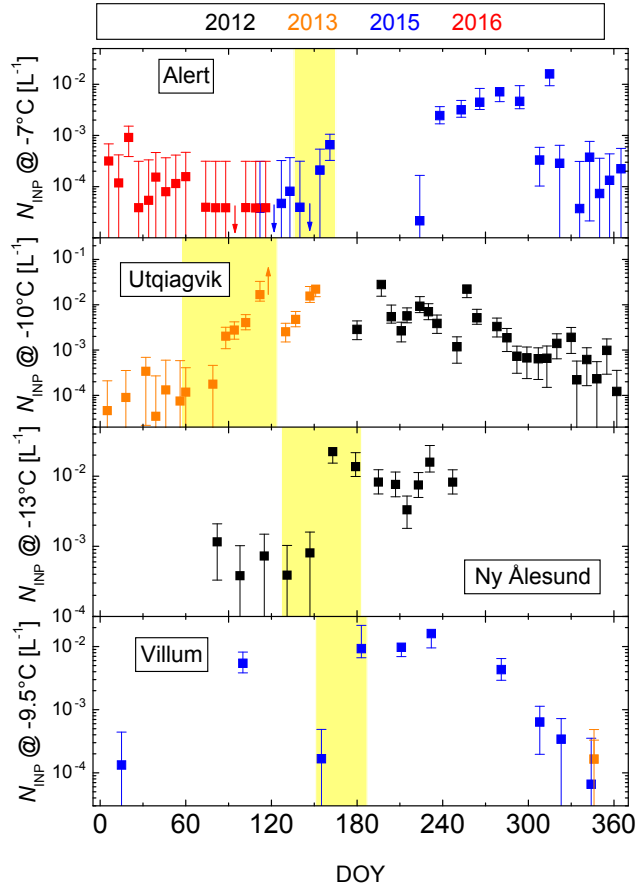 2012 2013 2015 2016
Alert
N_INP @ -7°C [L⁻¹]
10⁻²
10⁻³
10⁻⁴
Utqiagvik
N_INP @ -10°C [L⁻¹]
10⁻¹
10⁻²
10⁻³
10⁻⁴
Ny Ålesund
N_INP @ -13°C [L⁻¹]
10⁻²
10⁻³
10⁻⁴
Villum
N_INP @ -9.5°C [L⁻¹]
10⁻²
10⁻³
10⁻⁴
0 60 120 180 240 300 360
DOY